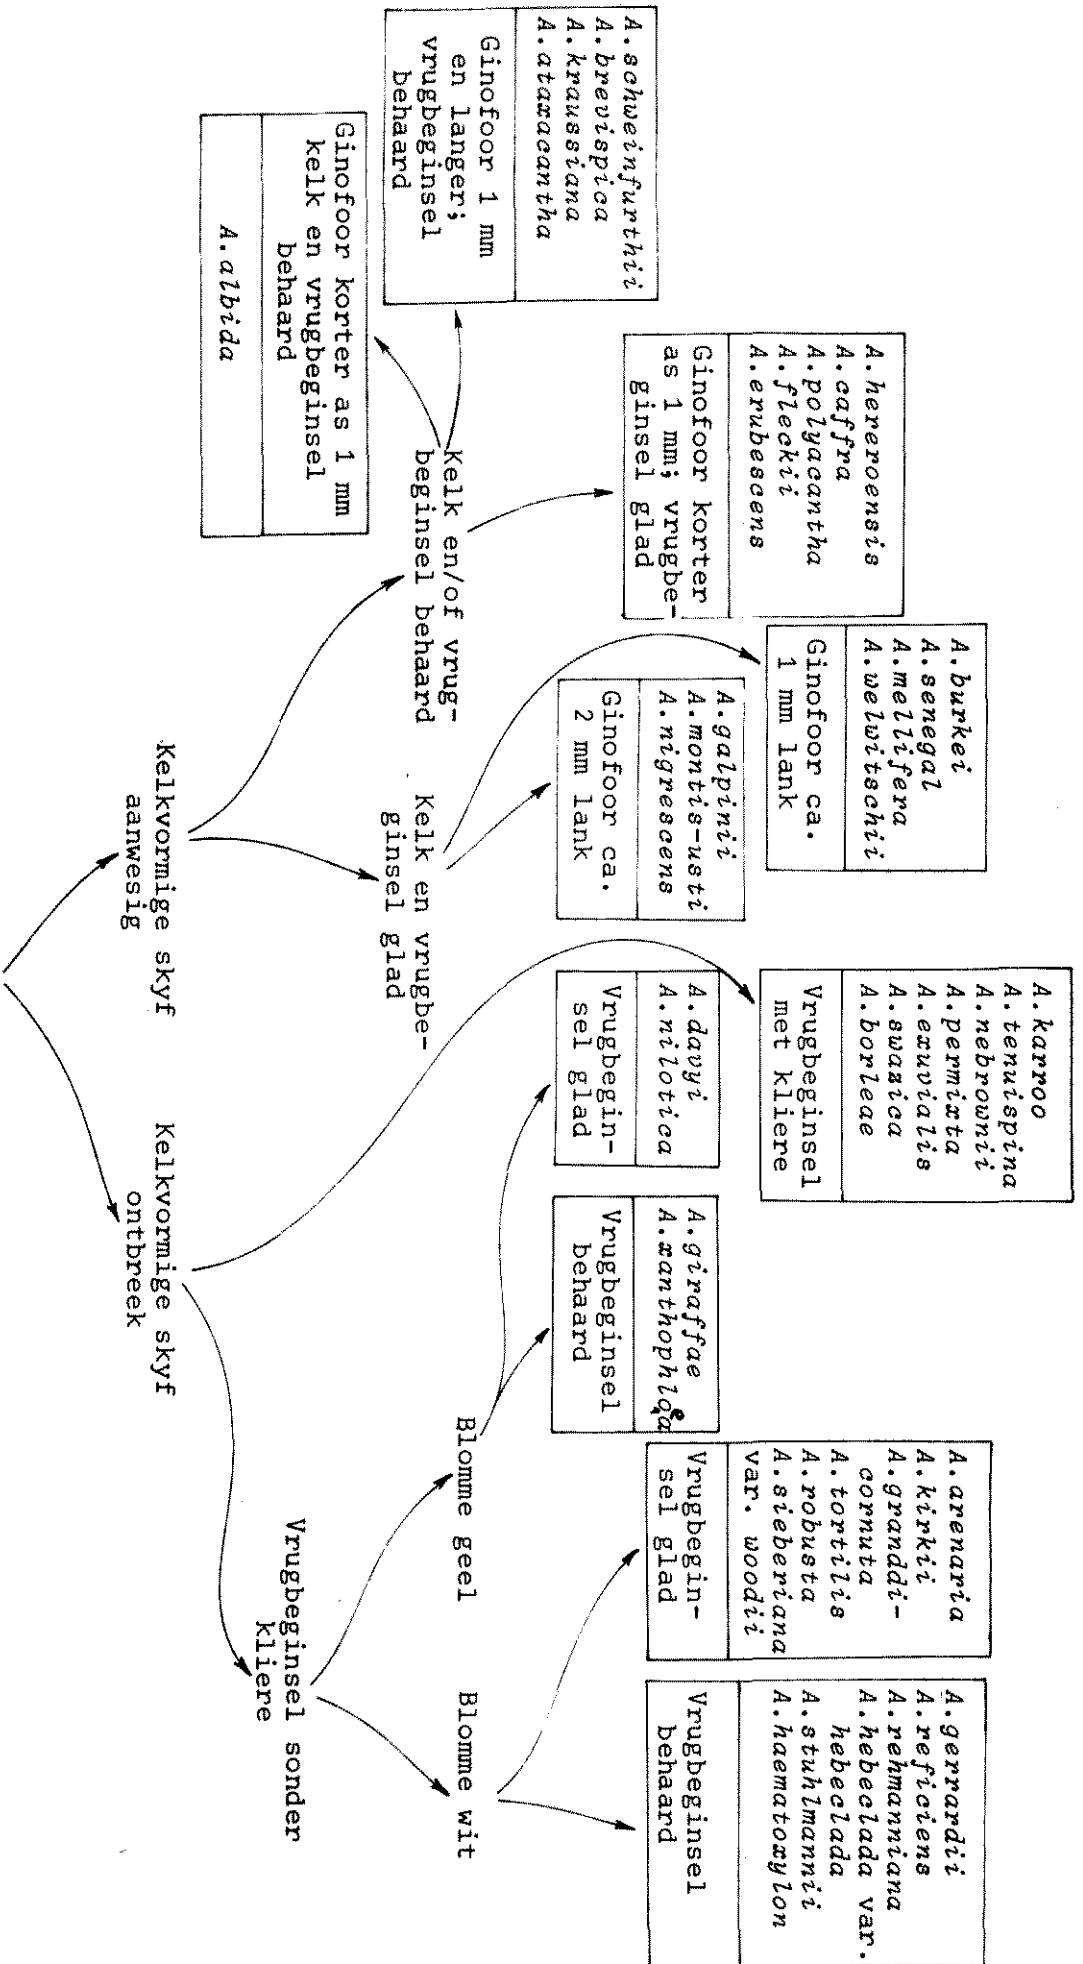 A.schweinfurthii
A.brevispica
A.kraussiana
A.ataxacantha
Ginofoor 1 mm
en langer;
vrugbeginsel
behaard
Ginofoor korter as 1 mm
kelk en vrugbeginsel
behaard
A.albida
A.hereroensis
A.caffra
A.polyacantha
A.fleckii
A.erubescens
Ginofoor korter
as 1 mm; vrugbe-
ginsel glad
Kelk en/of vrug-
beginsel behaard
A.burkei
A.senegal
A.mellifera
A.welwitschii
Ginofoor ca.
1 mm lank
A.galpinii
A.montis-usti
A.nigrescens
Ginofoor ca.
2 mm lank
Kelk en vrugbe-
ginsel glad
Kelkvormige skyf
aanwesig
A.karroo
A.tenuispina
A.nebrownii
A.permixta
A.exuvialis
A.swazica
A.borleae
Vrugbeginsel
met kliere
A.davyi
A.nilotica
Vrugbegin-
sel glad
A.giraffae
A.xanthophloea
Vrugbeginsel
behaard
Kelkvormige skyf
ontbreek
Blomme geel
A.arenaria
A.kirkii
A.granddi-
cornuta
A.tortilis
A.robusta
A.sieberiana
var. woodii
Vrugbegin-
sel glad
A.gerrardii
A.reficiens
A.rehmanniana
A.hebeclada var.
hebeclada
A.stuhlmannii
A.haematoxylon
Vrugbeginsel
behaard
Blomme wit
Vrugbeginsel sonder
kliere